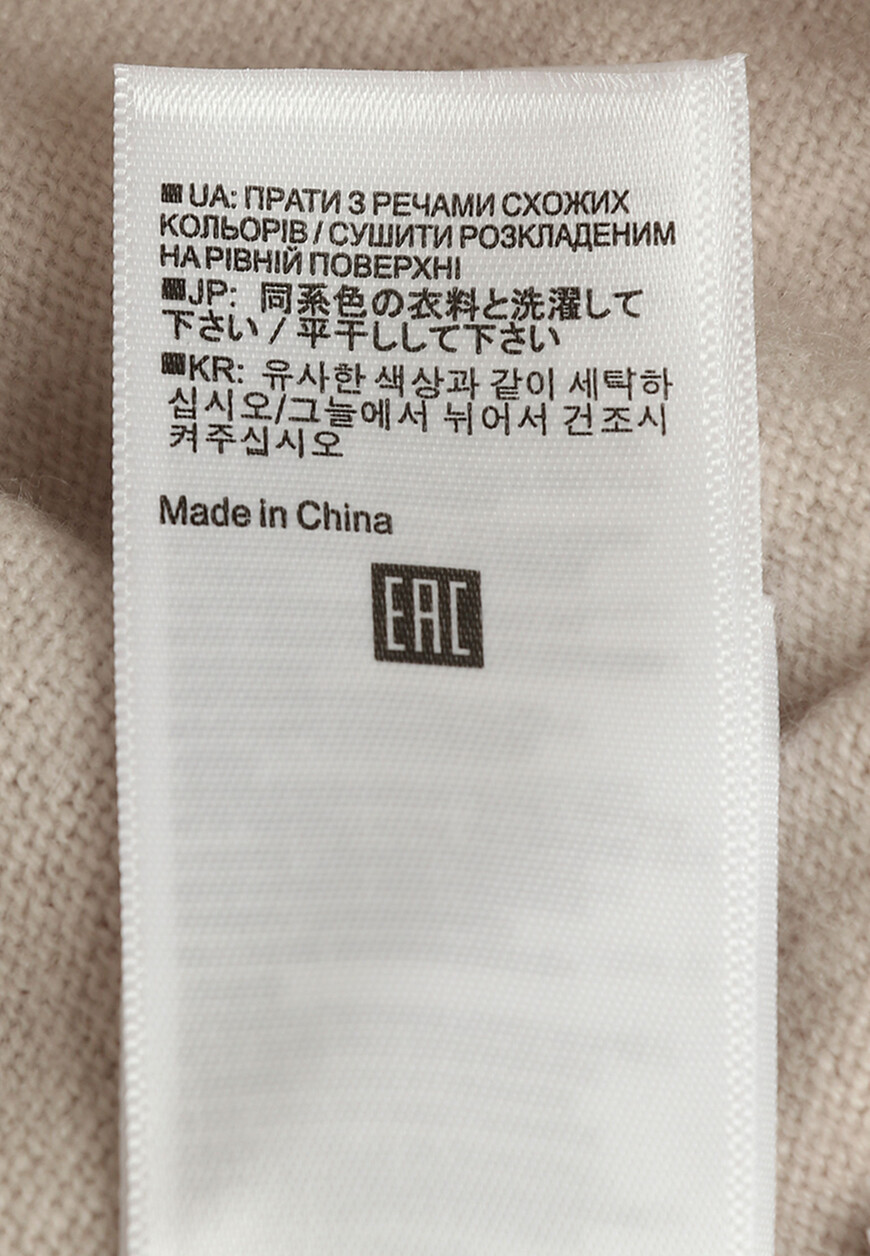 UA: ПРАТИ З РЕЧАМИ СХОЖИХ
КОЛЬОРІВ / СУШИТИ РОЗКЛАДЕНИМ
НА РІВНІЙ ПОВЕРХНІ
JP: 同系色の衣料と洗濯して
下さい / 平干しして下さい
KR: 유사한 색상과 같이 세탁하
십시오/그늘에서 뉘어서 건조시
켜주십시오
Made in China
EAC